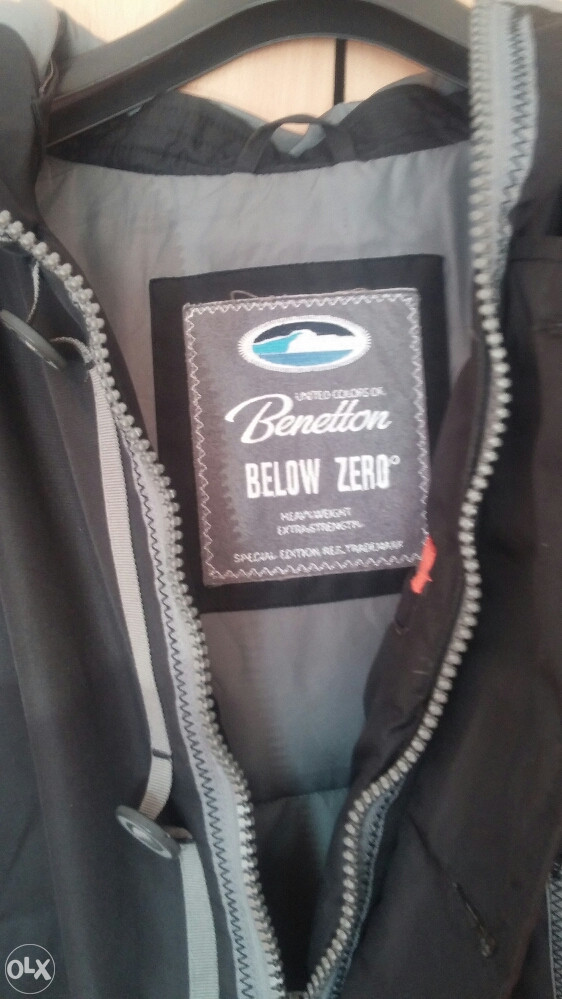 UNITED COLORS OF
Benetton
BELOW ZERO°
HEAVYWEIGHT
EXTRASTRENGTH
SPECIAL EDITION REG. TRADEMARK
OLX